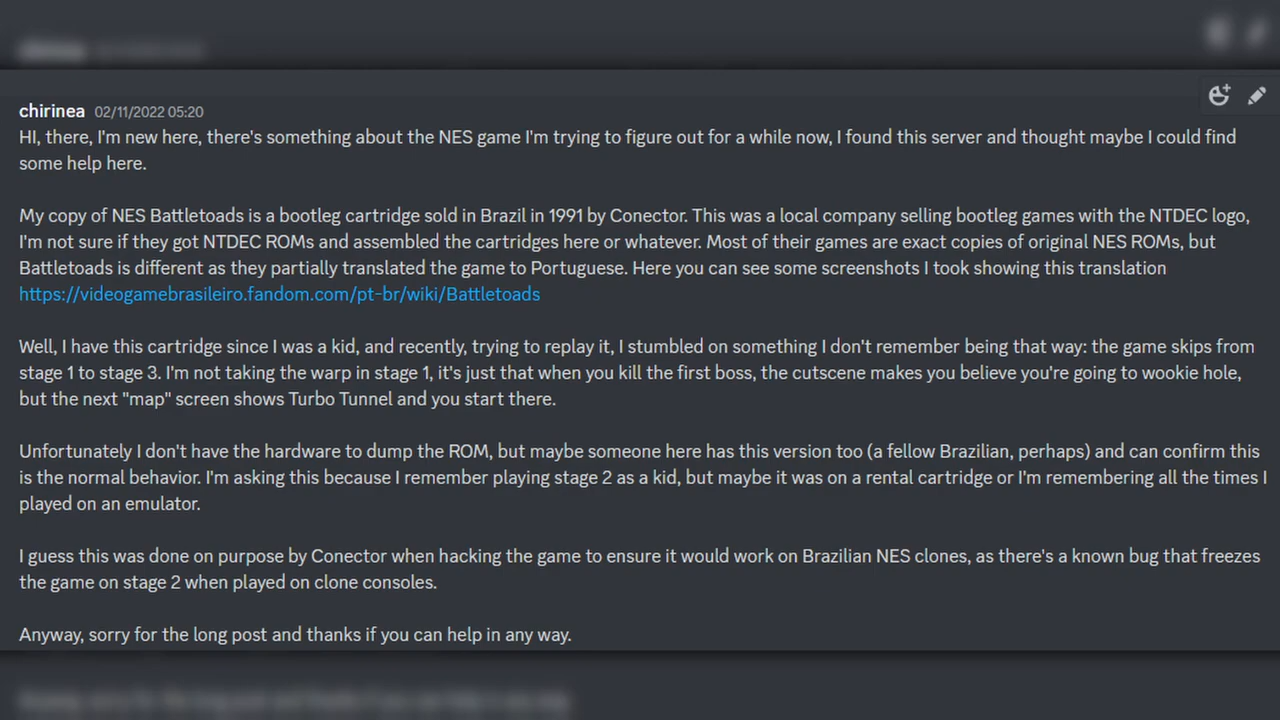 chirinea 02/11/2022 05:20
HI, there, I'm new here, there's something about the NES game I'm trying to figure out for a while now, I found this server and thought maybe I could find
some help here.
My copy of NES Battletoads is a bootleg cartridge sold in Brazil in 1991 by Conector. This was a local company selling bootleg games with the NTDEC logo,
I'm not sure if they got NTDEC ROMs and assembled the cartridges here or whatever. Most of their games are exact copies of original NES ROMs, but
Battletoads is different as they partially translated the game to Portuguese. Here you can see some screenshots I took showing this translation
https://videogamebrasileiro.fandom.com/pt-br/wiki/Battletoads
Well, I have this cartridge since I was a kid, and recently, trying to replay it, I stumbled on something I don't remember being that way: the game skips from
stage 1 to stage 3. I'm not taking the warp in stage 1, it's just that when you kill the first boss, the cutscene makes you believe you're going to wookie hole,
but the next "map" screen shows Turbo Tunnel and you start there.
Unfortunately I don't have the hardware to dump the ROM, but maybe someone here has this version too (a fellow Brazilian, perhaps) and can confirm this
is the normal behavior. I'm asking this because I remember playing stage 2 as a kid, but maybe it was on a rental cartridge or I'm remembering all the times I
played on an emulator.
I guess this was done on purpose by Conector when hacking the game to ensure it would work on Brazilian NES clones, as there's a known bug that freezes
the game on stage 2 when played on clone consoles.
Anyway, sorry for the long post and thanks if you can help in any way.